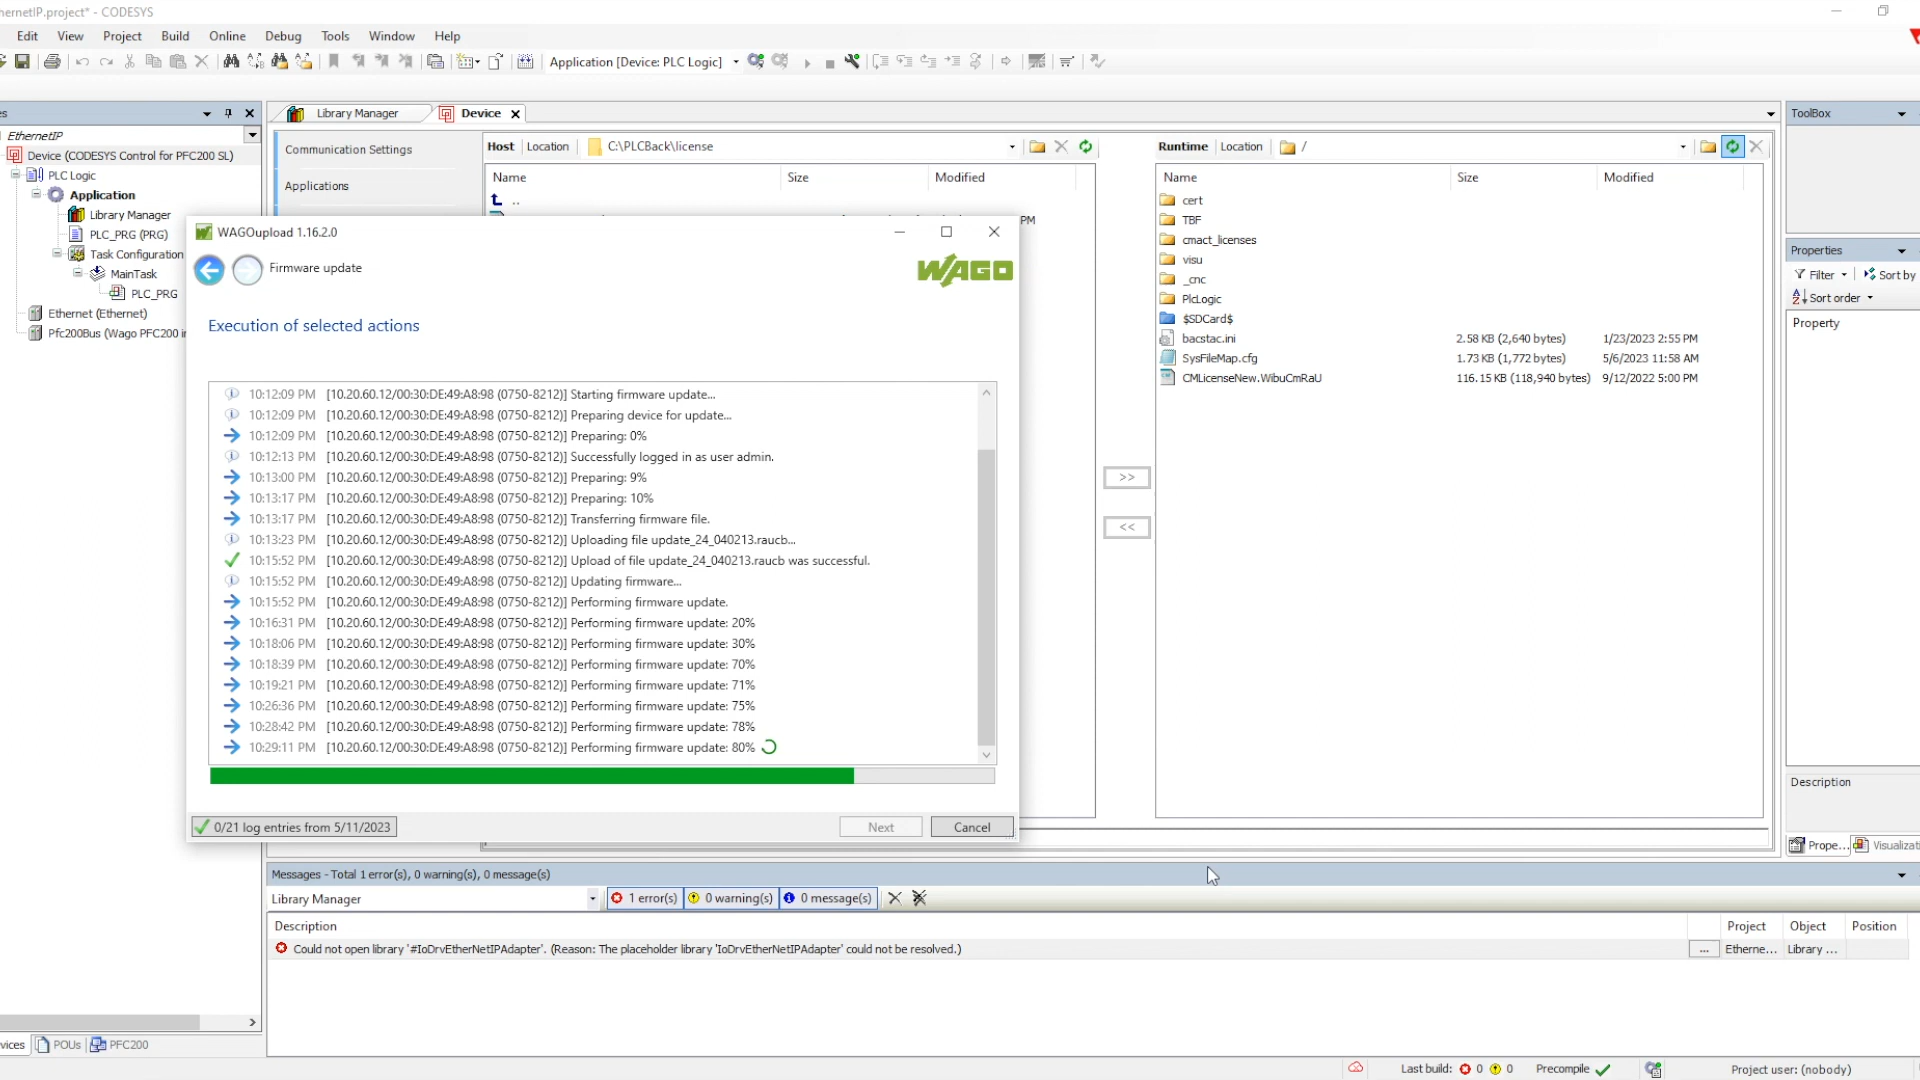 hernetIP.project* - CODESYS
Edit View Project Build Online Debug Tools Window Help
Application [Device: PLC Logic]
Library Manager Device ToolBox
EthernetIP
Device (CODESYS Control for PFC200 SL)
PLC Logic
Application
Library Manager
PLC_PRG (PRG)
Task Configuration
MainTask
PLC_PRG
Ethernet (Ethernet)
Pfc200Bus (Wago PFC200 in
Communication Settings
Applications
Host Location C:\PLCBack\license
Name Size Modified
..
PM
Runtime Location /
Name Size Modified
cert
TBF
cmact_licenses
visu
_cnc
PlcLogic
$SDCard$
bacstac.ini 2.58 KB (2,640 bytes) 1/23/2023 2:55 PM
SysFileMap.cfg 1.73 KB (1,772 bytes) 5/6/2023 11:58 AM
CMLicenseNew.WibuCmRaU 116.15 KB (118,940 bytes) 9/12/2022 5:00 PM
>>
<<
Properties
Filter Sort by
Sort order
Property
Description
Prope... Visualizati
WAGOupload 1.16.2.0
Firmware update
WAGO
Execution of selected actions
10:12:09 PM [10.20.60.12/00:30:DE:49:A8:98 (0750-8212)] Starting firmware update...
10:12:09 PM [10.20.60.12/00:30:DE:49:A8:98 (0750-8212)] Preparing device for update...
10:12:09 PM [10.20.60.12/00:30:DE:49:A8:98 (0750-8212)] Preparing: 0%
10:12:13 PM [10.20.60.12/00:30:DE:49:A8:98 (0750-8212)] Successfully logged in as user admin.
10:13:00 PM [10.20.60.12/00:30:DE:49:A8:98 (0750-8212)] Preparing: 9%
10:13:17 PM [10.20.60.12/00:30:DE:49:A8:98 (0750-8212)] Preparing: 10%
10:13:17 PM [10.20.60.12/00:30:DE:49:A8:98 (0750-8212)] Transferring firmware file.
10:13:23 PM [10.20.60.12/00:30:DE:49:A8:98 (0750-8212)] Uploading file update_24_040213.raucb...
10:15:52 PM [10.20.60.12/00:30:DE:49:A8:98 (0750-8212)] Upload of file update_24_040213.raucb was successful.
10:15:52 PM [10.20.60.12/00:30:DE:49:A8:98 (0750-8212)] Updating firmware...
10:15:52 PM [10.20.60.12/00:30:DE:49:A8:98 (0750-8212)] Performing firmware update.
10:16:31 PM [10.20.60.12/00:30:DE:49:A8:98 (0750-8212)] Performing firmware update: 20%
10:18:06 PM [10.20.60.12/00:30:DE:49:A8:98 (0750-8212)] Performing firmware update: 30%
10:18:39 PM [10.20.60.12/00:30:DE:49:A8:98 (0750-8212)] Performing firmware update: 70%
10:19:21 PM [10.20.60.12/00:30:DE:49:A8:98 (0750-8212)] Performing firmware update: 71%
10:26:36 PM [10.20.60.12/00:30:DE:49:A8:98 (0750-8212)] Performing firmware update: 75%
10:28:42 PM [10.20.60.12/00:30:DE:49:A8:98 (0750-8212)] Performing firmware update: 78%
10:29:11 PM [10.20.60.12/00:30:DE:49:A8:98 (0750-8212)] Performing firmware update: 80%
0/21 log entries from 5/11/2023 Next Cancel
Messages - Total 1 error(s), 0 warning(s), 0 message(s)
Library Manager 1 error(s) 0 warning(s) 0 message(s)
Description Project Object Position
Could not open library '#IoDrvEtherNetIPAdapter'. (Reason: The placeholder library 'IoDrvEtherNetIPAdapter' could not be resolved.) ... Etherne... Library ...
vices POUs PFC200
Last build: 0 0 Precompile Project user: (nobody)